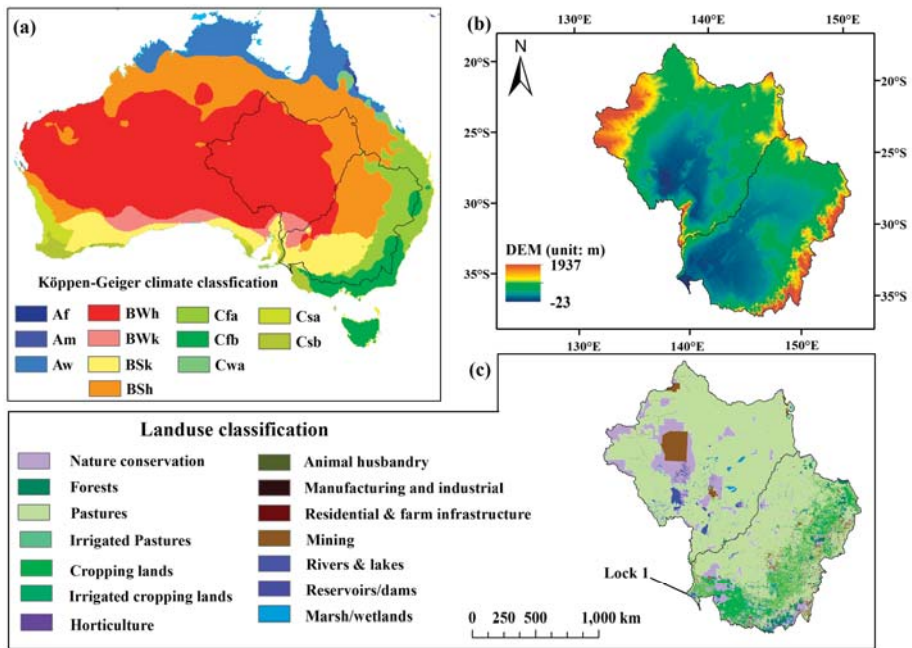 (a)
Köppen-Geiger climate classfication
Af
BWh
Cfa
Csa
Am
BWk
Cfb
Csb
Aw
BSk
Cwa
BSh
(b)
130°E
140°E
150°E
N
20°S
20°S
25°S
25°S
30°S
30°S
35°S
35°S
DEM (unit: m)
1937
-23
130°E
140°E
150°E
(c)
Lock 1
0 250 500 1,000 km
Landuse classification
Nature conservation
Forests
Pastures
Irrigated Pastures
Cropping lands
Irrigated cropping lands
Horticulture
Animal husbandry
Manufacturing and industrial
Residential & farm infrastructure
Mining
Rivers & lakes
Reservoirs/dams
Marsh/wetlands